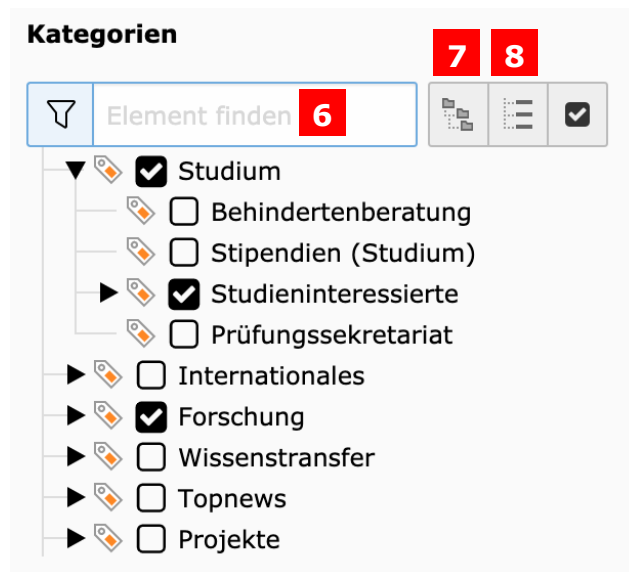 Kategorien
7 8
Element finden 6
Studium
Behindertenberatung
Stipendien (Studium)
Studieninteressierte
Prüfungssekretariat
Internationales
Forschung
Wissenstransfer
Topnews
Projekte